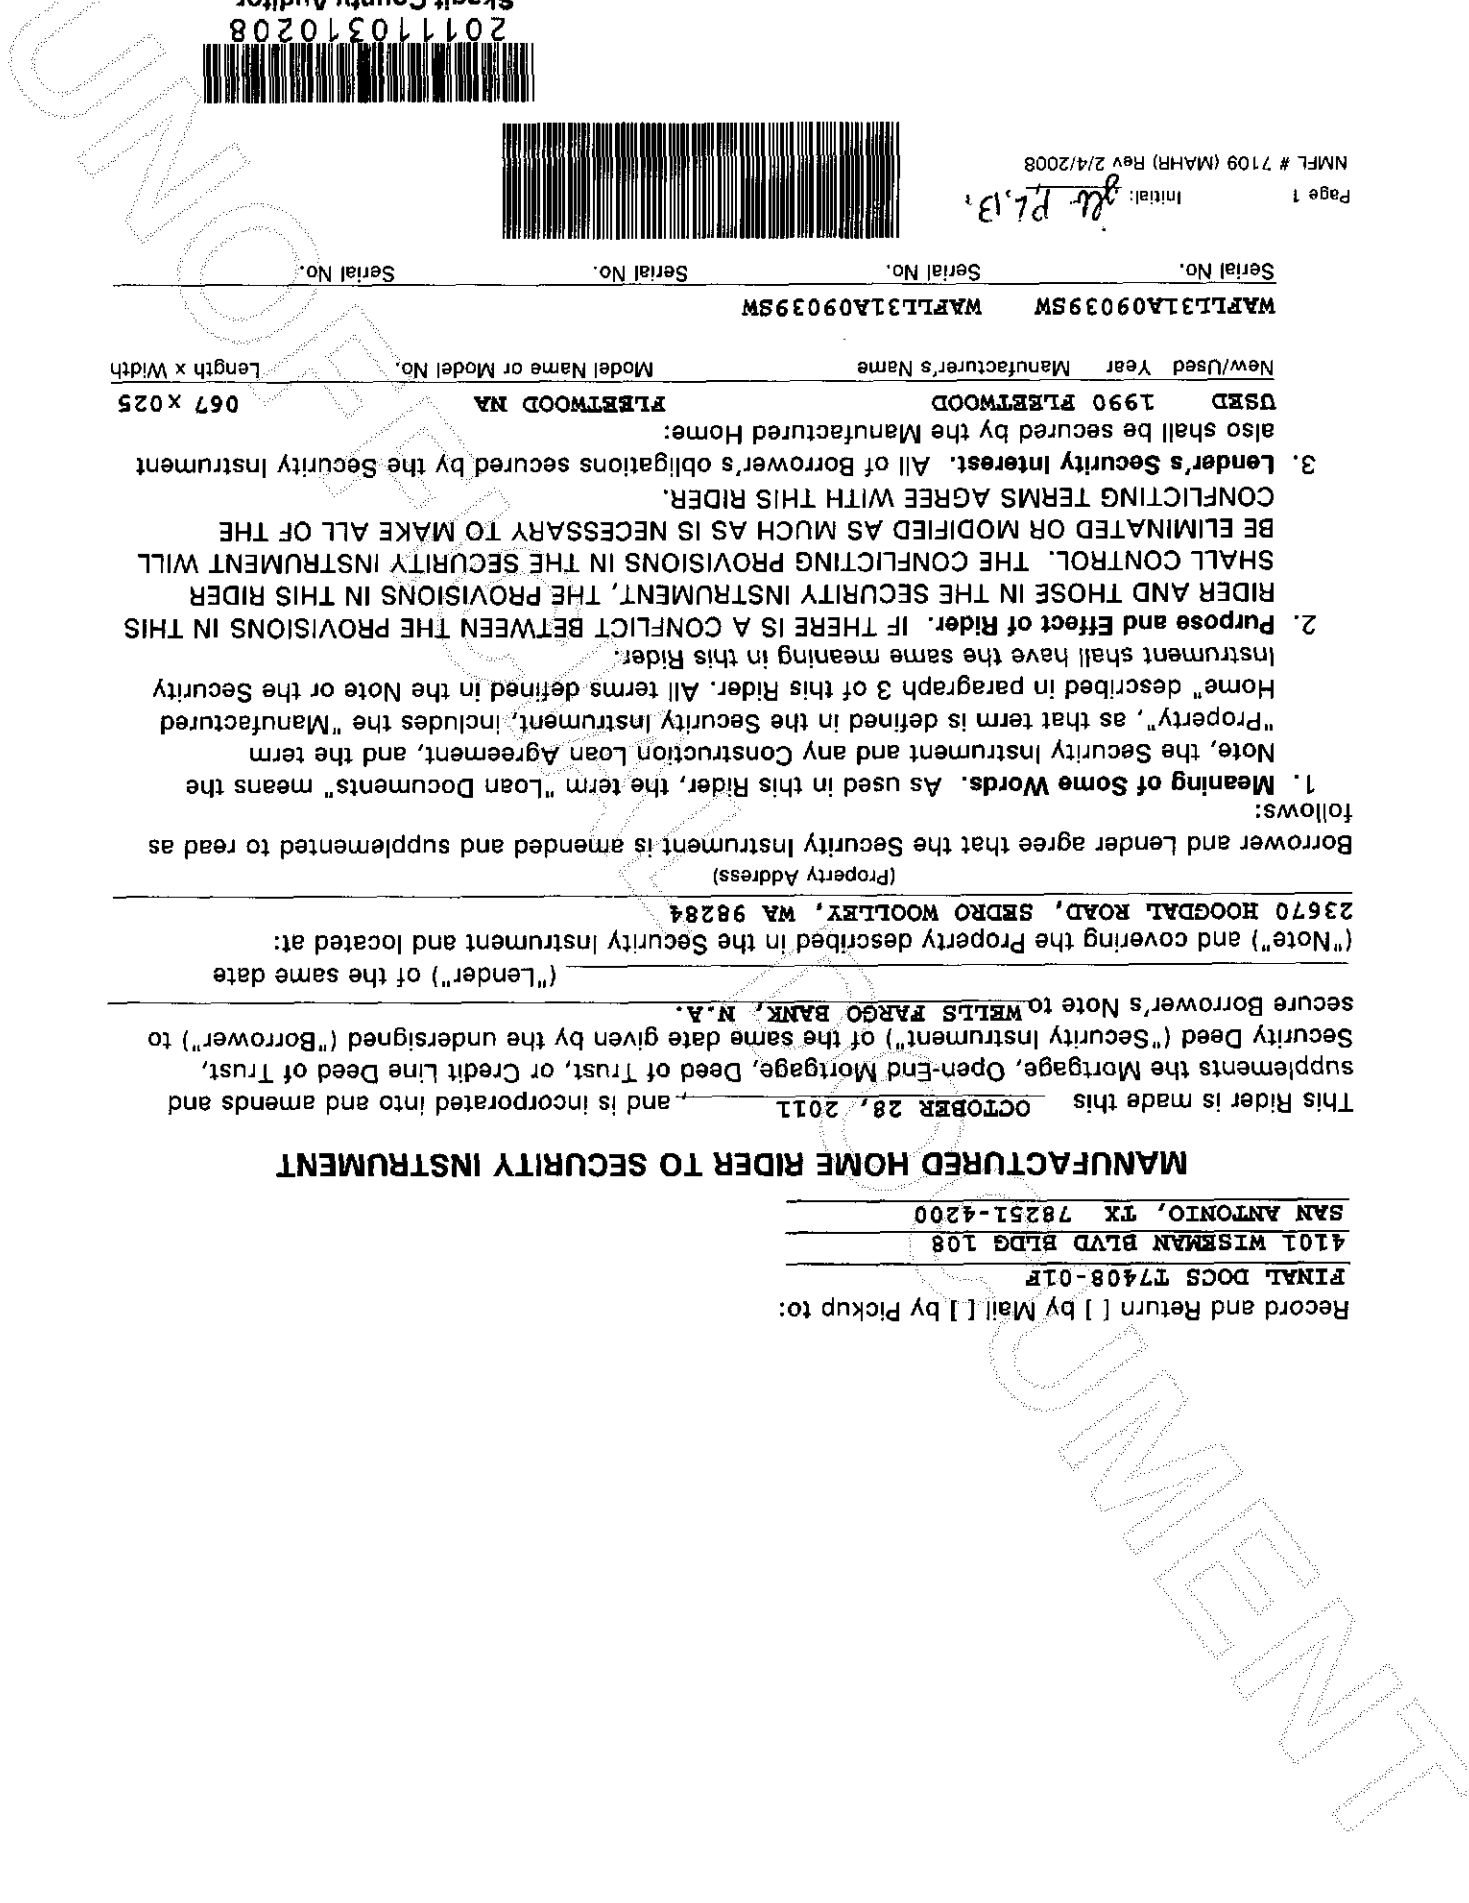 Record and Return [ ] by Mail [ ] by Pickup to:
FINAL DOCS T7408-01F
4101 WISEMAN BLVD BLDG 108
SAN ANTONIO, TX 78251-4200
MANUFACTURED HOME RIDER TO SECURITY INSTRUMENT
This Rider is made this OCTOBER 28, 2011, and is incorporated into and amends and
supplements the Mortgage, Open-End Mortgage, Deed of Trust, or Credit Line Deed of Trust,
Security Deed ("Security Instrument") of the same date given by the undersigned ("Borrower") to
secure Borrower's Note to WELLS FARGO BANK, N.A.
("Lender") of the same date
("Note") and covering the Property described in the Security Instrument and located at:
23670 HOOGDAL ROAD, SEDRO WOOLLEY, WA 98284
(Property Address)
Borrower and Lender agree that the Security Instrument is amended and supplemented to read as
follows:
1. Meaning of Some Words. As used in this Rider, the term "Loan Documents" means the
Note, the Security Instrument and any Construction Loan Agreement, and the term
"Property", as that term is defined in the Security Instrument, includes the "Manufactured
Home" described in paragraph 3 of this Rider. All terms defined in the Note or the Security
Instrument shall have the same meaning in this Rider.
2. Purpose and Effect of Rider. IF THERE IS A CONFLICT BETWEEN THE PROVISIONS IN THIS
RIDER AND THOSE IN THE SECURITY INSTRUMENT, THE PROVISIONS IN THIS RIDER
SHALL CONTROL. THE CONFLICTING PROVISIONS IN THE SECURITY INSTRUMENT WILL
BE ELIMINATED OR MODIFIED AS MUCH AS IS NECESSARY TO MAKE ALL OF THE
CONFLICTING TERMS AGREE WITH THIS RIDER.
3. Lender's Security Interest. All of Borrower's obligations secured by the Security Instrument
also shall be secured by the Manufactured Home:
USED 1990 FLEETWOOD FLEETWOOD NA 067 x 025
New/Used Year Manufacturer's Name Model Name or Model No. Length x Width
WAFLL31A09039SW WAFLL31A09039SW
Serial No. Serial No. Serial No. Serial No.
Page 1 Initial: P.L.B.
NMFL # 7109 (MAHR) Rev 2/4/2008
2011110310208
Skagit County Auditor
UNOFFICIAL DOCUMENT